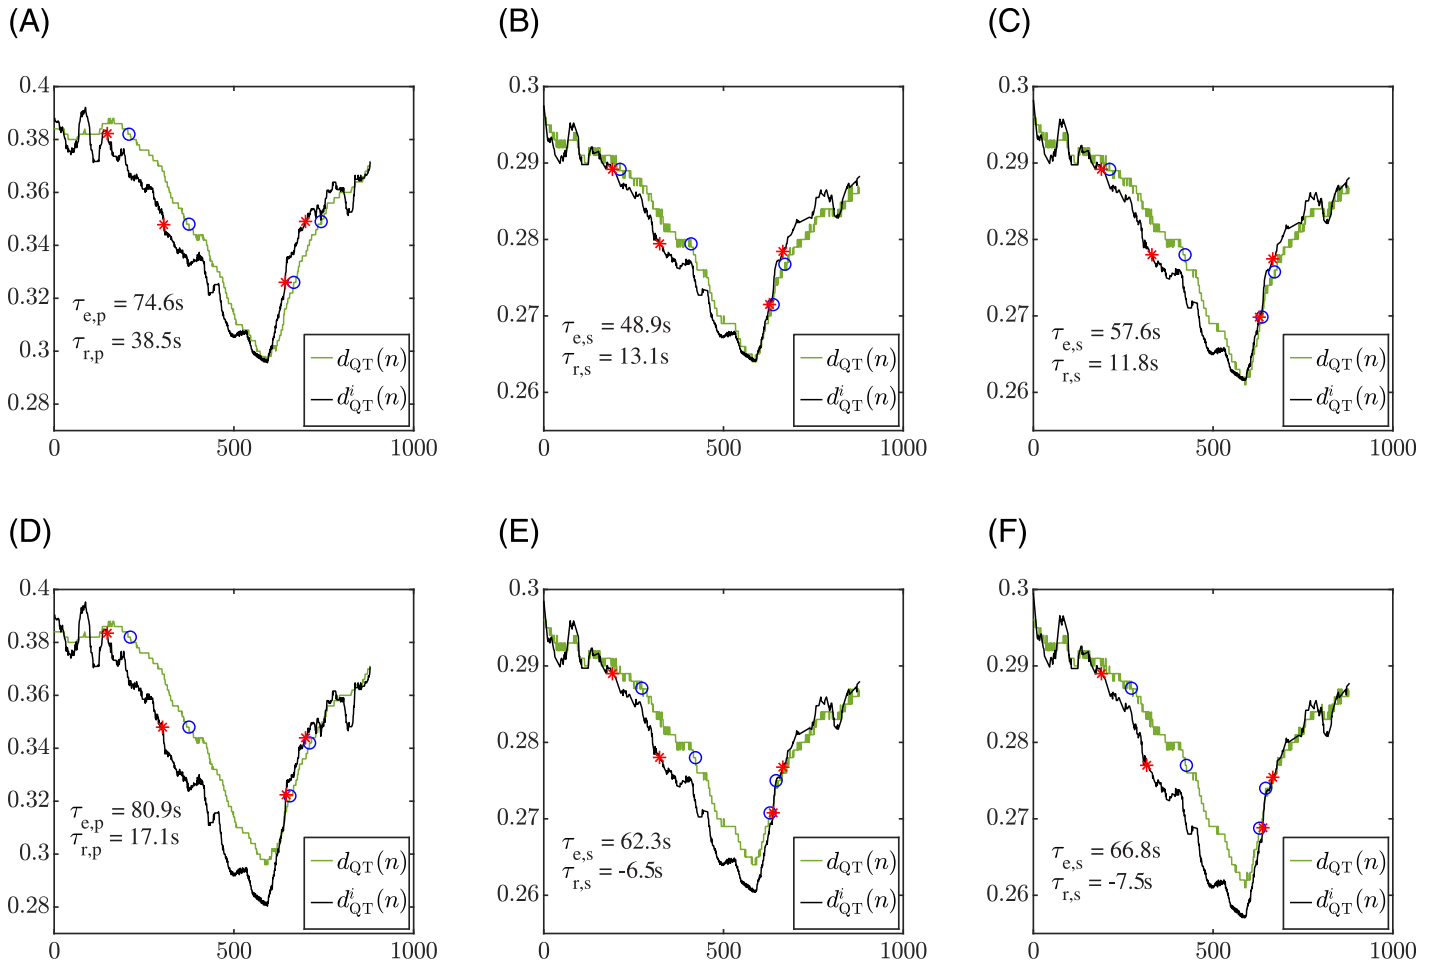 (A)
0.4
0.38
0.36
0.34
0.32
0.3
0.28
0
500
1000
τe,p = 74.6s
τr,p = 38.5s
dQT(n)
d^i_QT(n)
(B)
0.3
0.29
0.28
0.27
0.26
0
500
1000
τe,s = 48.9s
τr,s = 13.1s
dQT(n)
d^i_QT(n)
(C)
0.3
0.29
0.28
0.27
0.26
0
500
1000
τe,s = 57.6s
τr,s = 11.8s
dQT(n)
d^i_QT(n)
(D)
0.4
0.38
0.36
0.34
0.32
0.3
0.28
0
500
1000
τe,p = 80.9s
τr,p = 17.1s
dQT(n)
d^i_QT(n)
(E)
0.3
0.29
0.28
0.27
0.26
0
500
1000
τe,s = 62.3s
τr,s = -6.5s
dQT(n)
d^i_QT(n)
(F)
0.3
0.29
0.28
0.27
0.26
0
500
1000
τe,s = 66.8s
τr,s = -7.5s
dQT(n)
d^i_QT(n)